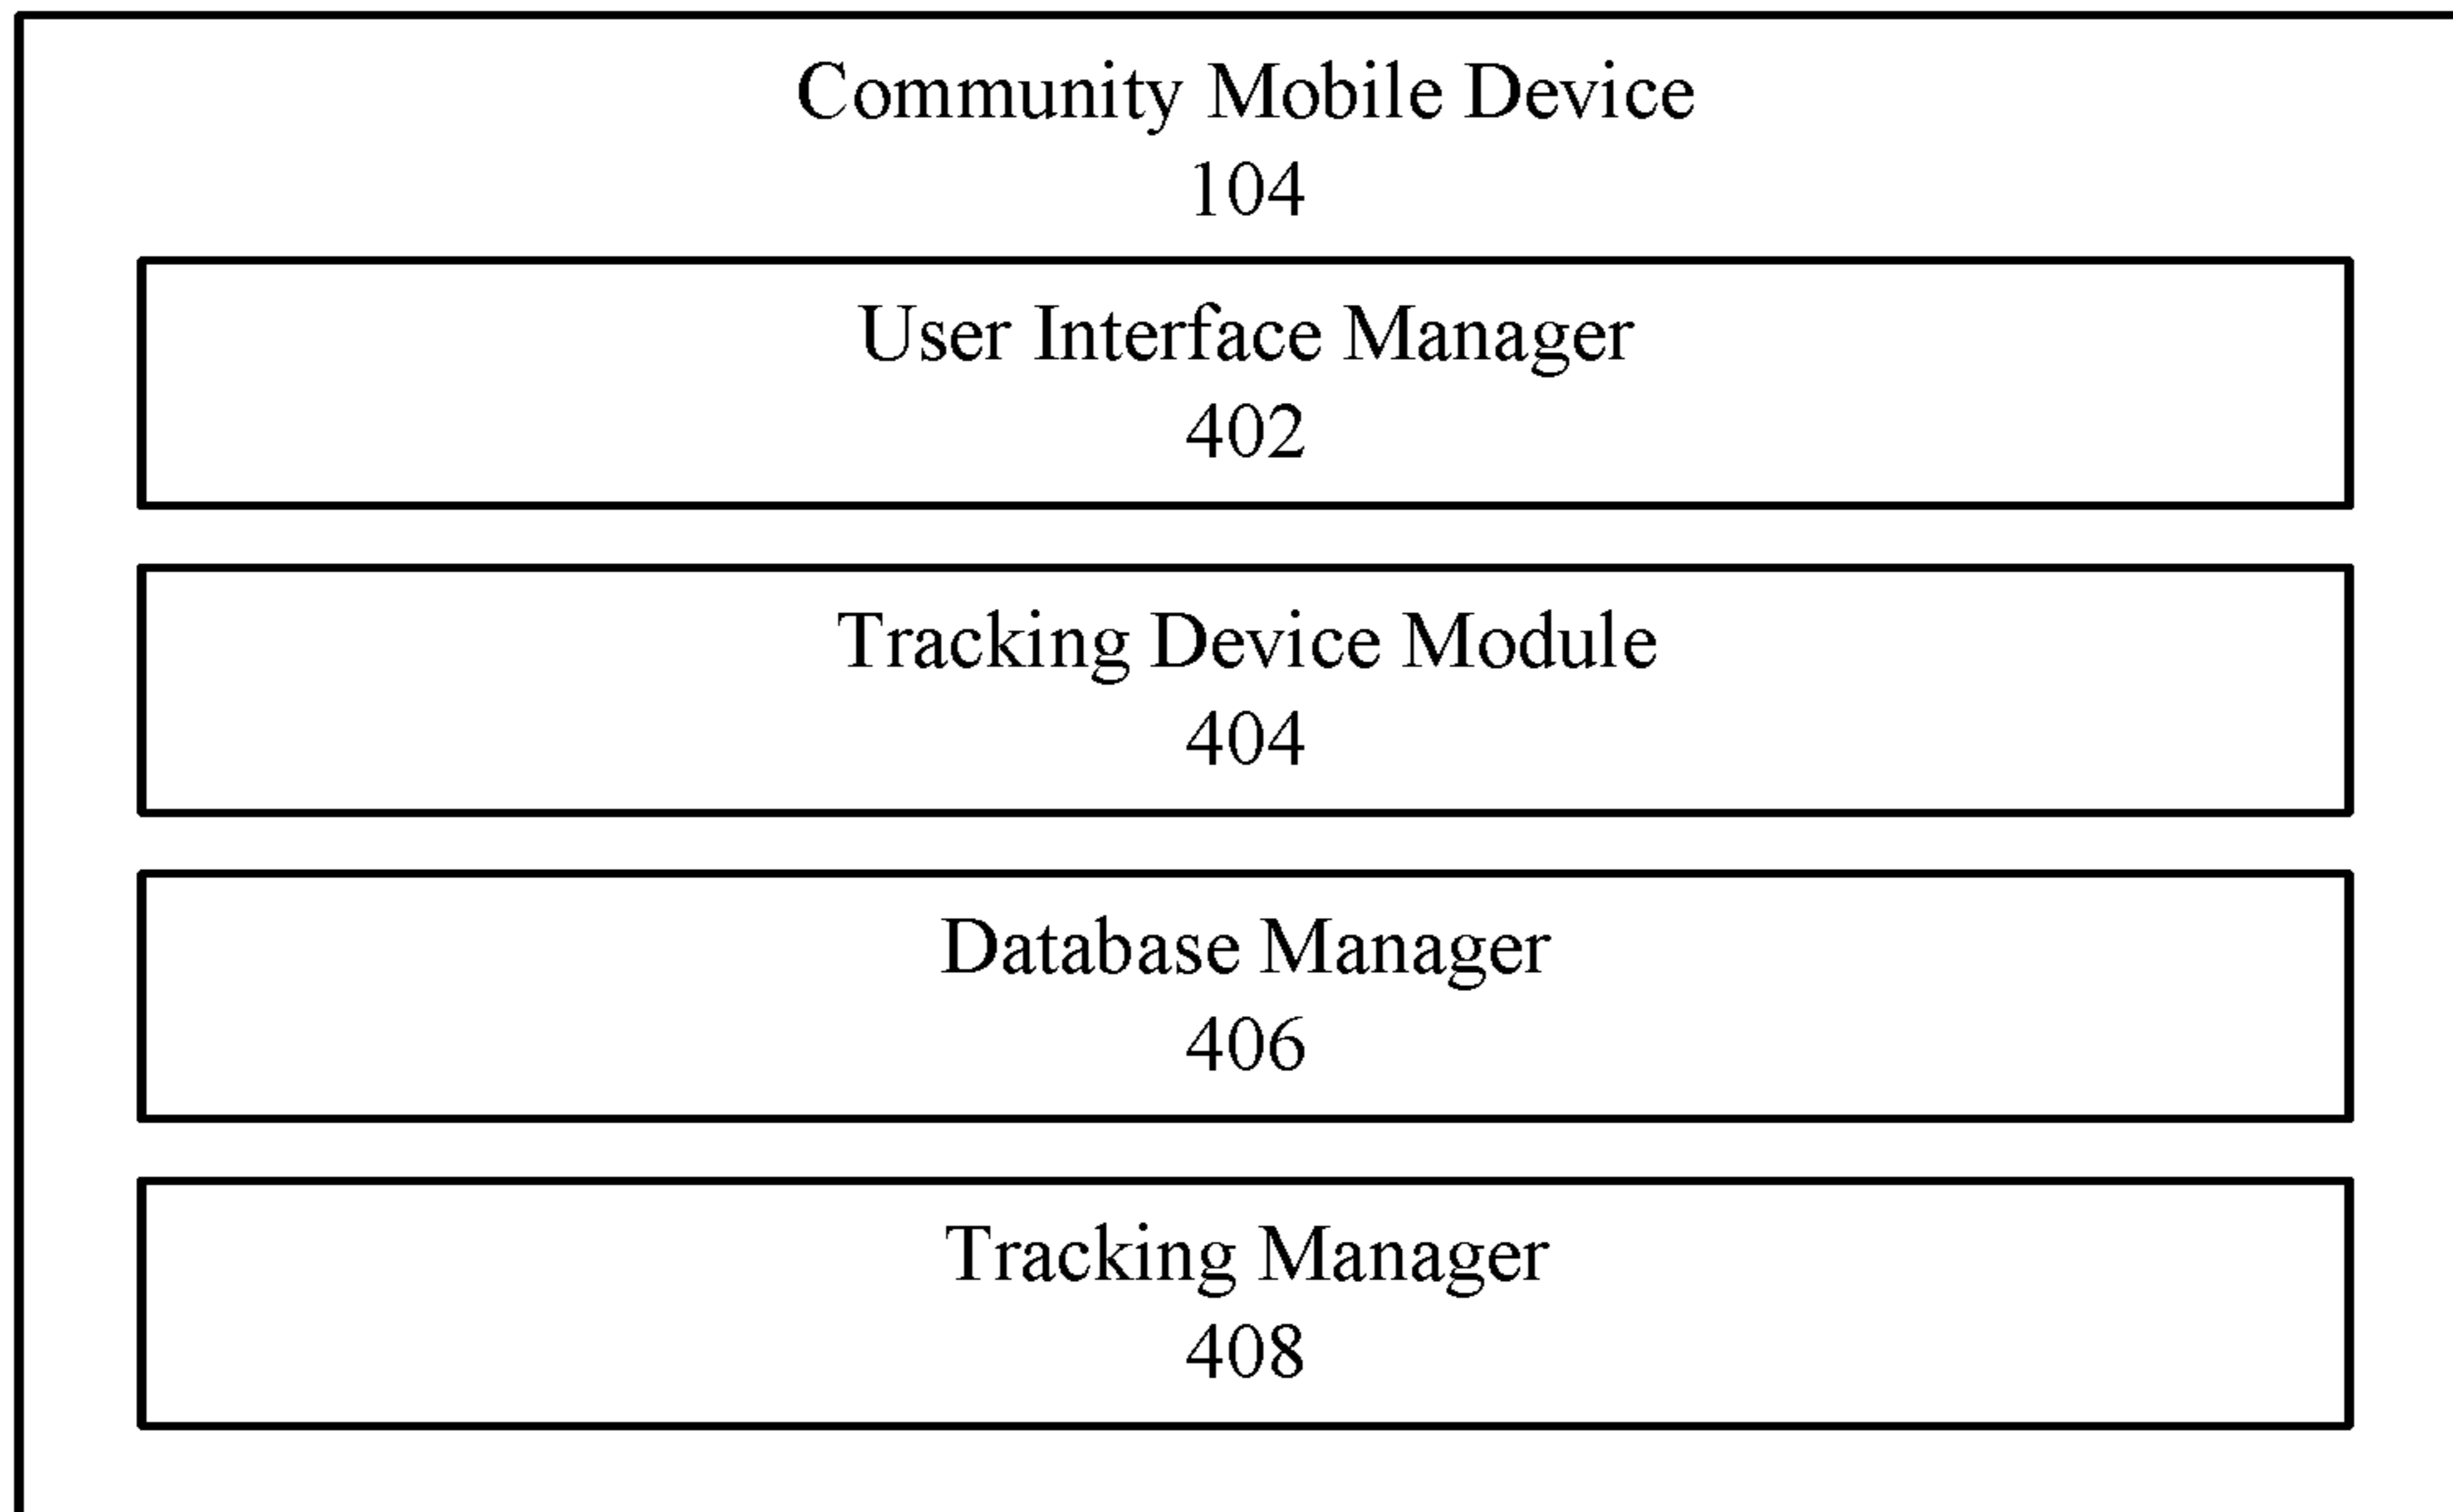 Community Mobile Device
104
User Interface Manager
402
Tracking Device Module
404
Database Manager
406
Tracking Manager
408